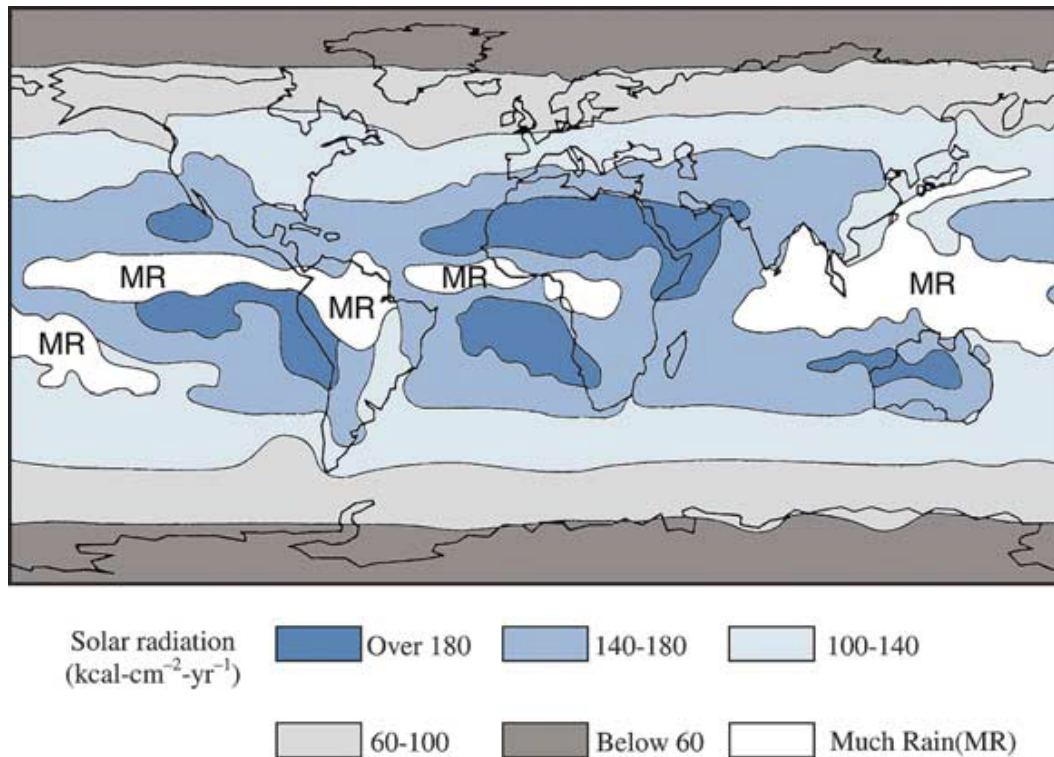 MR
MR
MR
MR
MR
Solar radiation
(kcal-cm⁻²-yr⁻¹)
Over 180
140-180
100-140
60-100
Below 60
Much Rain(MR)